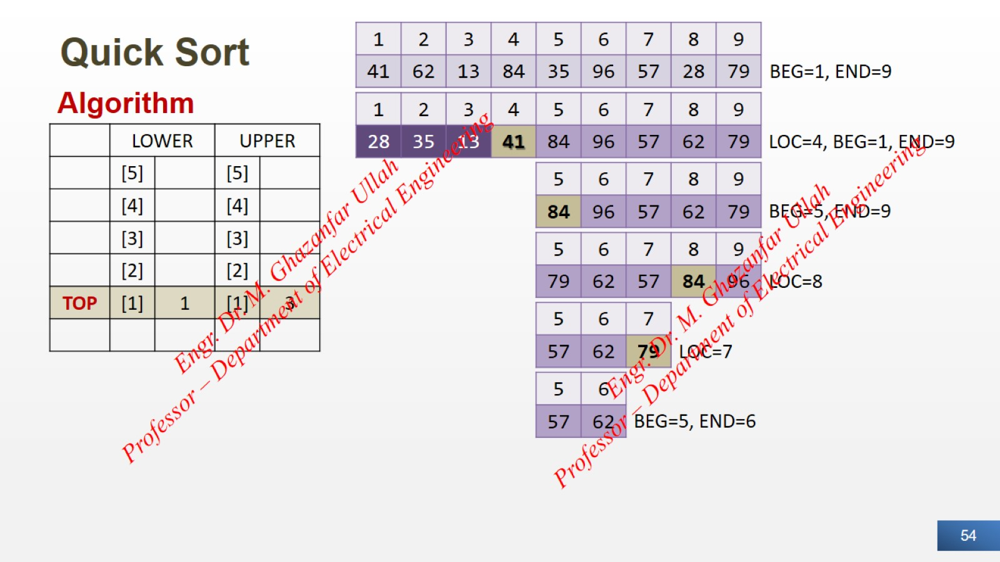 Quick Sort
Algorithm
LOWER UPPER
[5] [5]
[4] [4]
[3] [3]
[2] [2]
TOP [1] 1 [1] 3
1 2 3 4 5 6 7 8 9
41 62 13 84 35 96 57 28 79 BEG=1, END=9
1 2 3 4 5 6 7 8 9
28 35 13 41 84 96 57 62 79 LOC=4, BEG=1, END=9
5 6 7 8 9
84 96 57 62 79 BEG=5, END=9
5 6 7 8 9
79 62 57 84 96 LOC=8
5 6 7
57 62 79 LOC=7
5 6
57 62 BEG=5, END=6
Engr. Dr. M. Ghazanfar Ullah
Professor – Department of Electrical Engineering
Engr. Dr. M. Ghazanfar Ullah
Professor – Department of Electrical Engineering
54